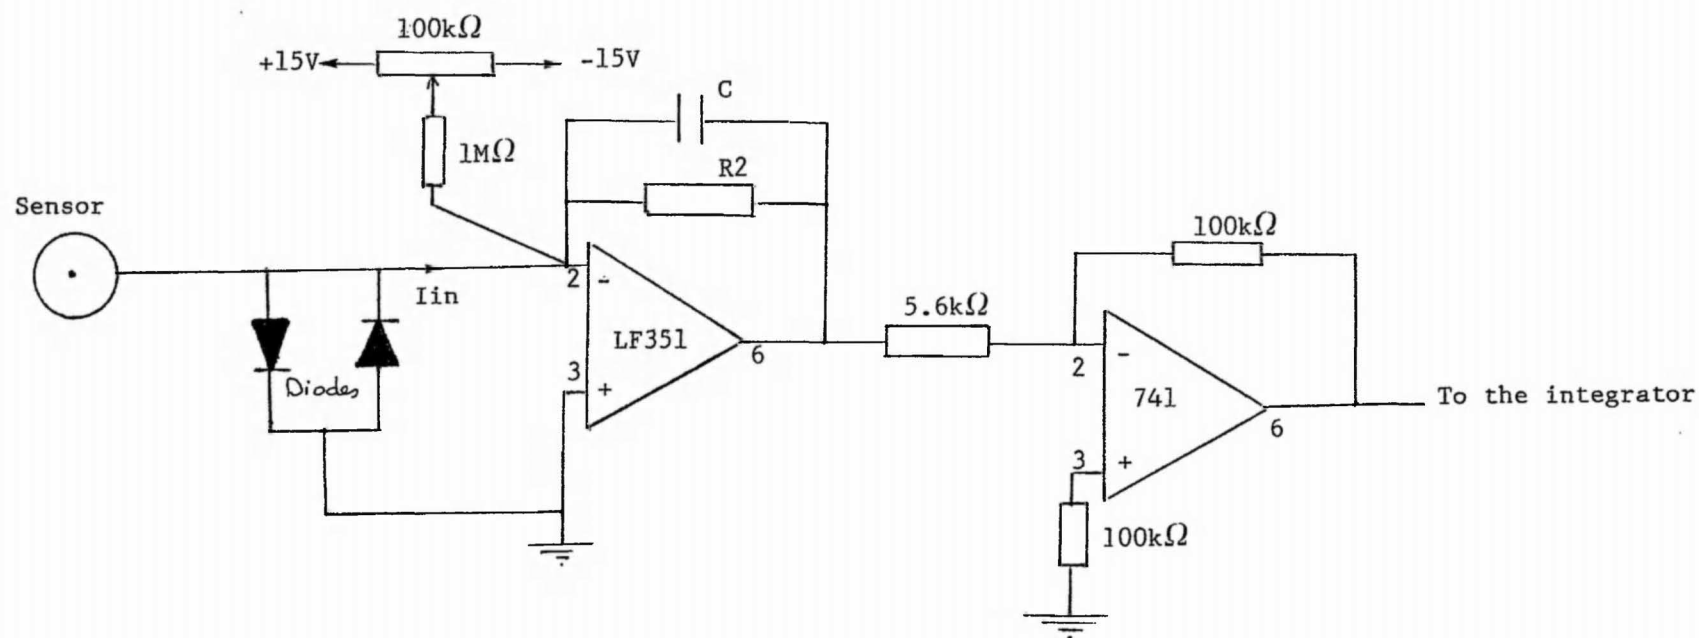 100kΩ
+15V
-15V
C
1MΩ
R2
Sensor
100kΩ
2
-
Iin
5.6kΩ
LF351
6
3
+
Diodes
2
-
741
To the integrator
6
3
+
100kΩ